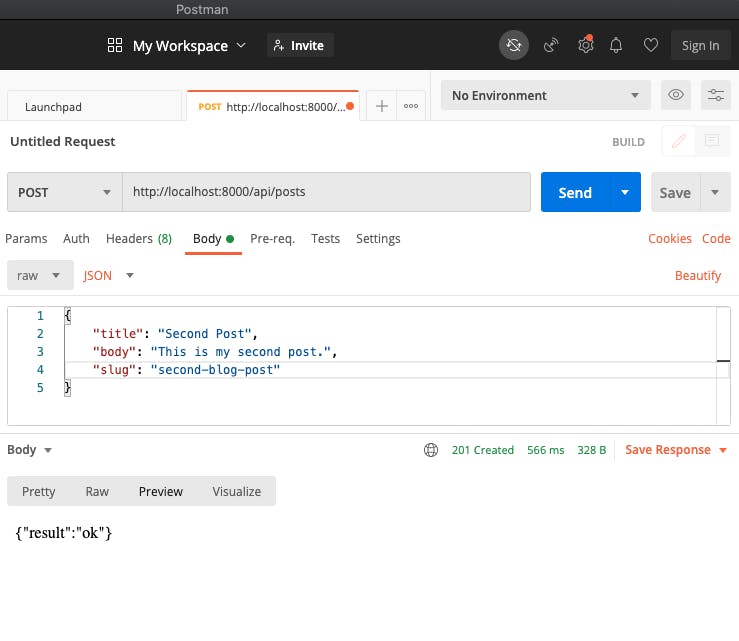 Postman
My Workspace Invite Sign In
Launchpad POST http://localhost:8000/... No Environment
Untitled Request BUILD
POST http://localhost:8000/api/posts Send Save
Params Auth Headers (8) Body Pre-req. Tests Settings Cookies Code
raw JSON Beautify
1 {
2 "title": "Second Post",
3 "body": "This is my second post.",
4 "slug": "second-blog-post"
5 }
Body 201 Created 566 ms 328 B Save Response
Pretty Raw Preview Visualize
{"result":"ok"}